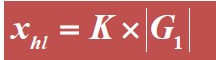 x_hl = K × |G_1|